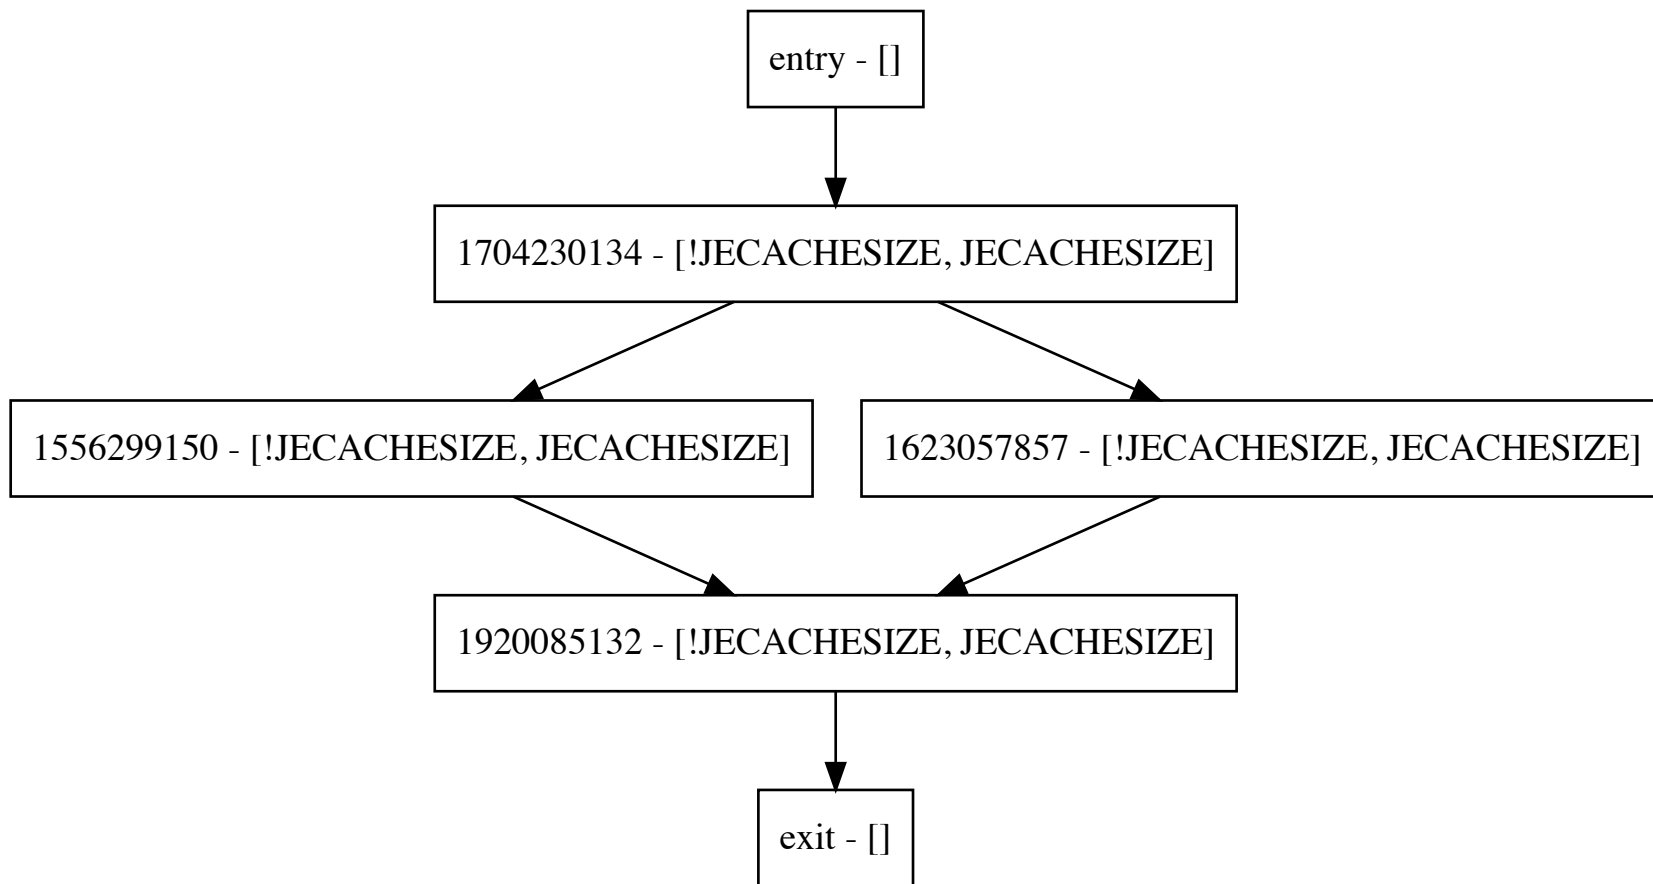 entry - []
1704230134 - [!JECACHESIZE, JECACHESIZE]
1556299150 - [!JECACHESIZE, JECACHESIZE]
1623057857 - [!JECACHESIZE, JECACHESIZE]
1920085132 - [!JECACHESIZE, JECACHESIZE]
exit - []